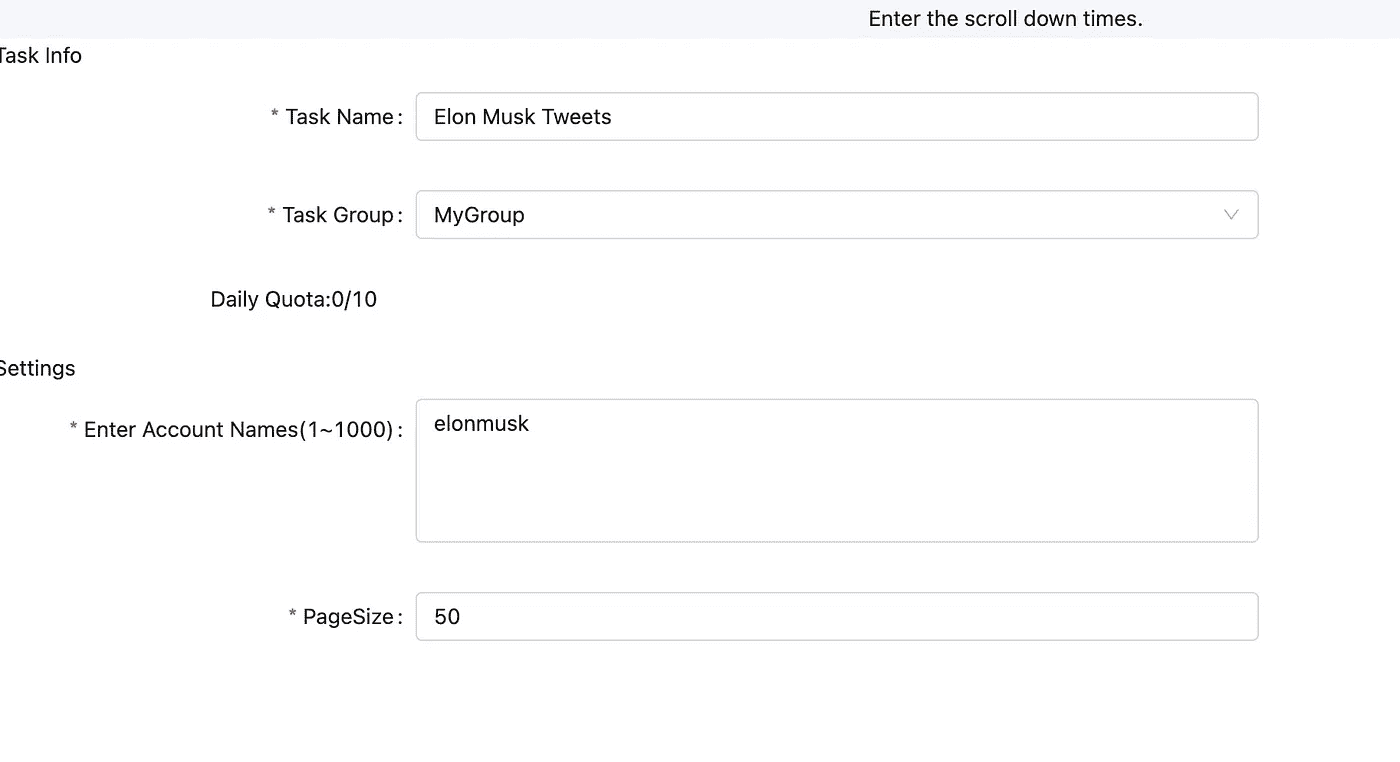 Enter the scroll down times.
Task Info
* Task Name:
Elon Musk Tweets
* Task Group:
MyGroup
Daily Quota:0/10
Settings
* Enter Account Names(1~1000):
elonmusk
* PageSize:
50